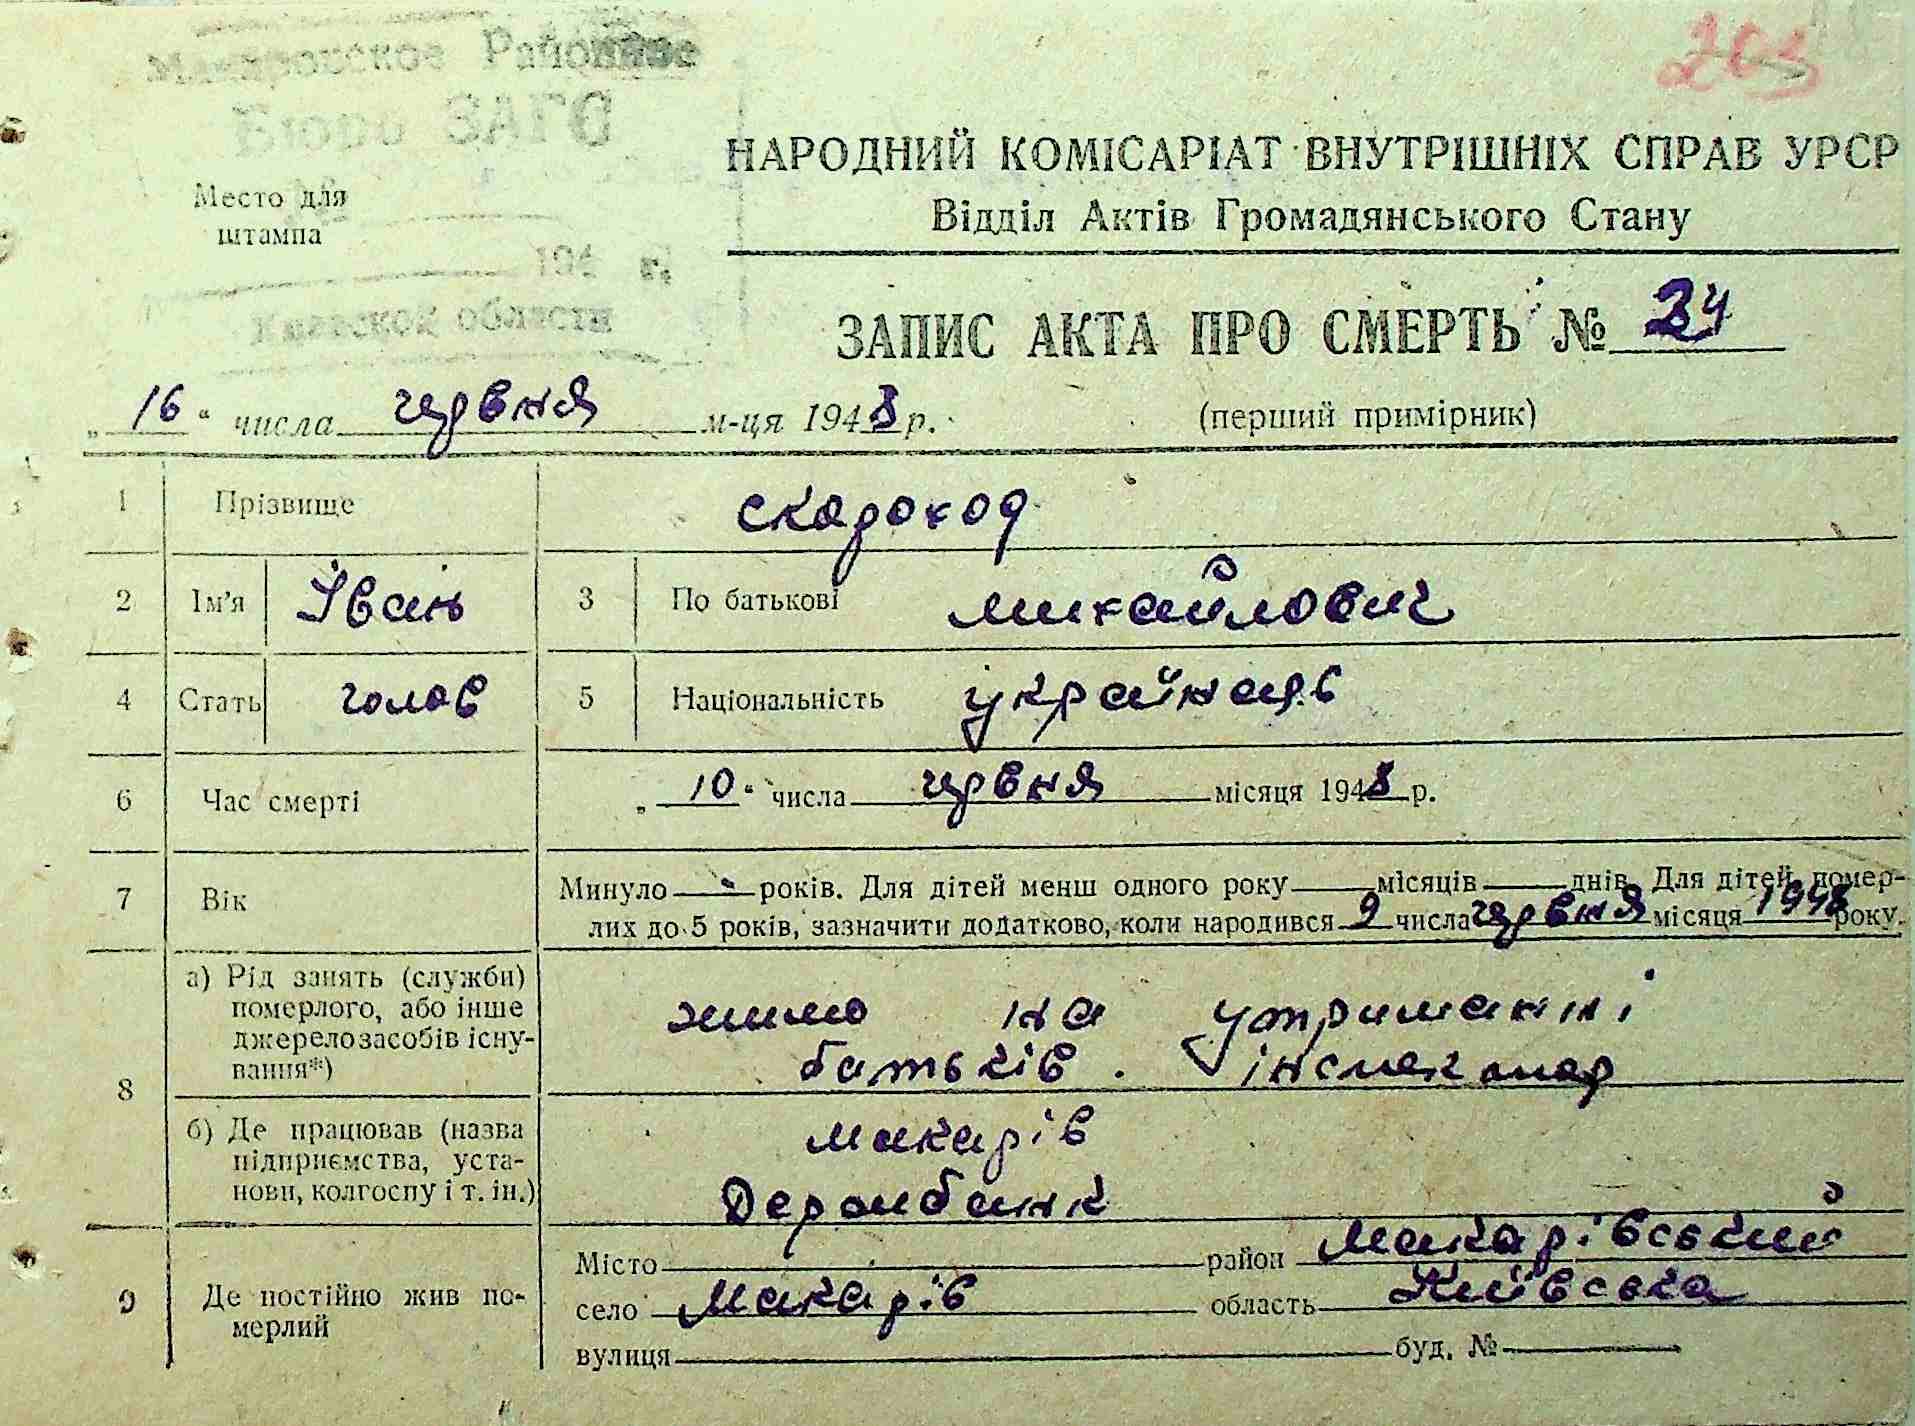 203
Макаровское Районное
Бюро ЗАГС
194 г.
Киевской области
Место для
штампа
НАРОДНИЙ КОМІСАРІАТ ВНУТРІШНІХ СПРАВ УРСР
Відділ Актів Громадянського Стану
ЗАПИС АКТА ПРО СМЕРТЬ № 24
„16“ числа червня м-ця 1948 р.
(перший примірник)
1 Прізвище скороход
2 Ім’я Івань 3 По батькові михайлович
4 Стать 5 Національність україн
6 Час смерті „10“ числа червня місяця 1948 р.
7 Вік Минуло - років. Для дітей менш одного року місяців днів. Для дітей, помер-
лих до 5 років, зазначити додатково, коли народився 9 числа червня місяця 1948 року.
8 а) Рід занять (служби)
померлого, або інше
джерело засобів існу-
вання*)
на утриманні
батьків. інспектор
б) Де працював (назва
підприємства, уста-
нови, колгоспу і т. ін.)
макарів
Держбанк
9 Де постійно жив по-
мерлий
Місто район макарівський
село макарів область Київська
вулиця буд. №